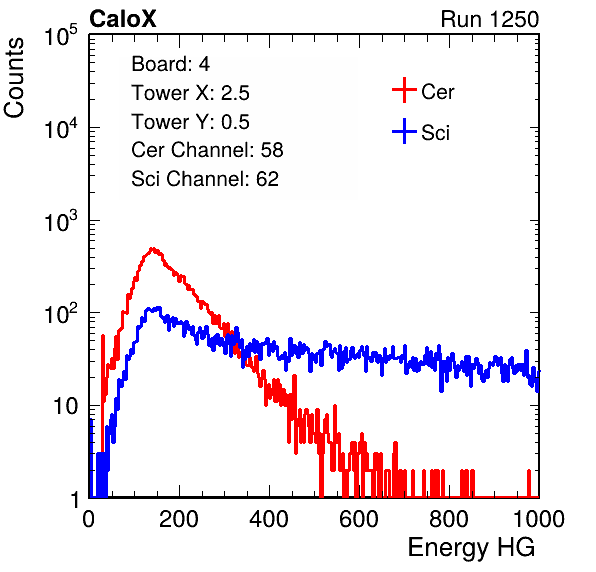 CaloX Run 1250
Counts
Board: 4
Tower X: 2.5
Tower Y: 0.5
Cer Channel: 58
Sci Channel: 62
Cer
Sci
10^5
10^4
10^3
10^2
10
1
0 200 400 600 800 1000
Energy HG